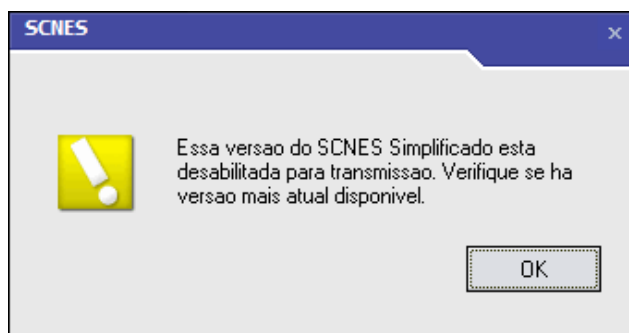 SCNES
Essa versao do SCNES Simplificado esta
desabilitada para transmissao. Verifique se ha
versao mais atual disponivel.
OK